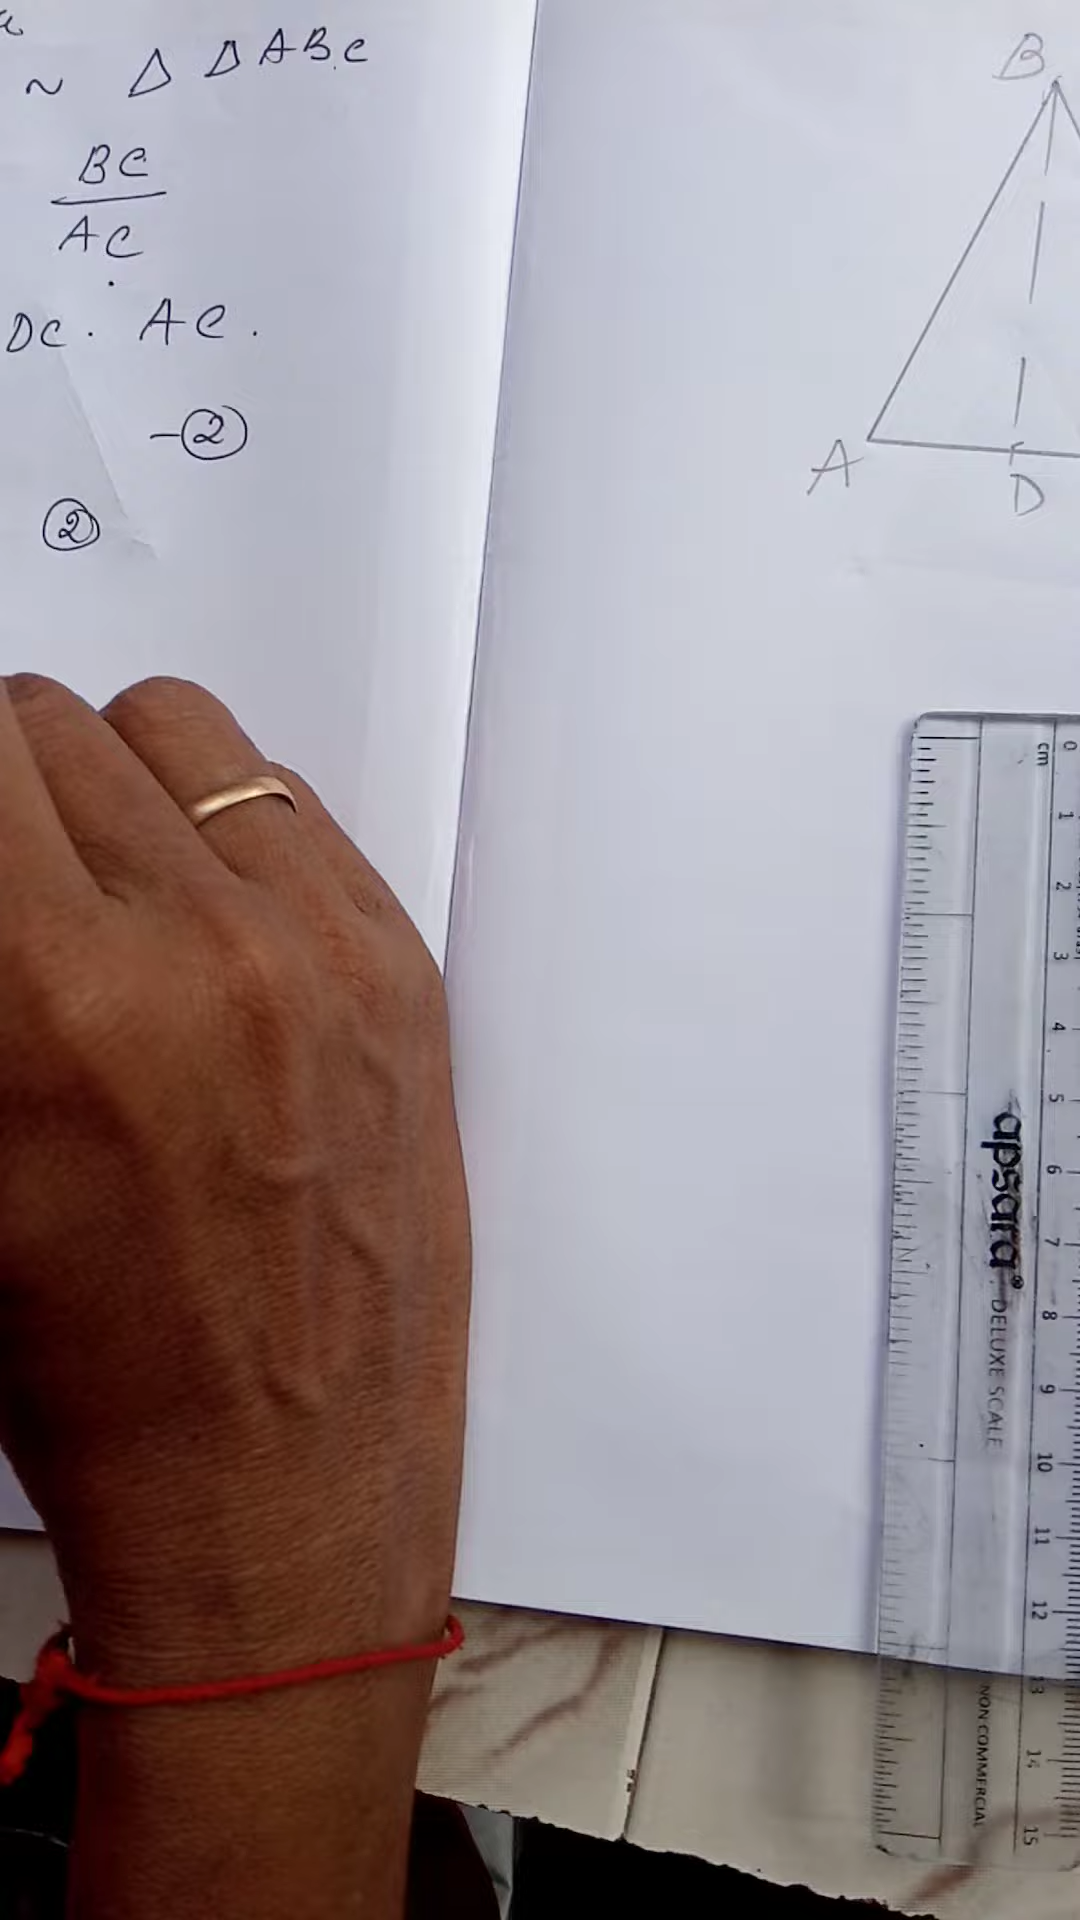 ~ Δ Δ ABC
BC
AC
DC · AC.
-②
②
B
A
D
0 1 2 3 4 5 6 7 8 9 10 11 12 13 14 15
cm
apsara® DELUXE SCALE
NON COMMERCIAL